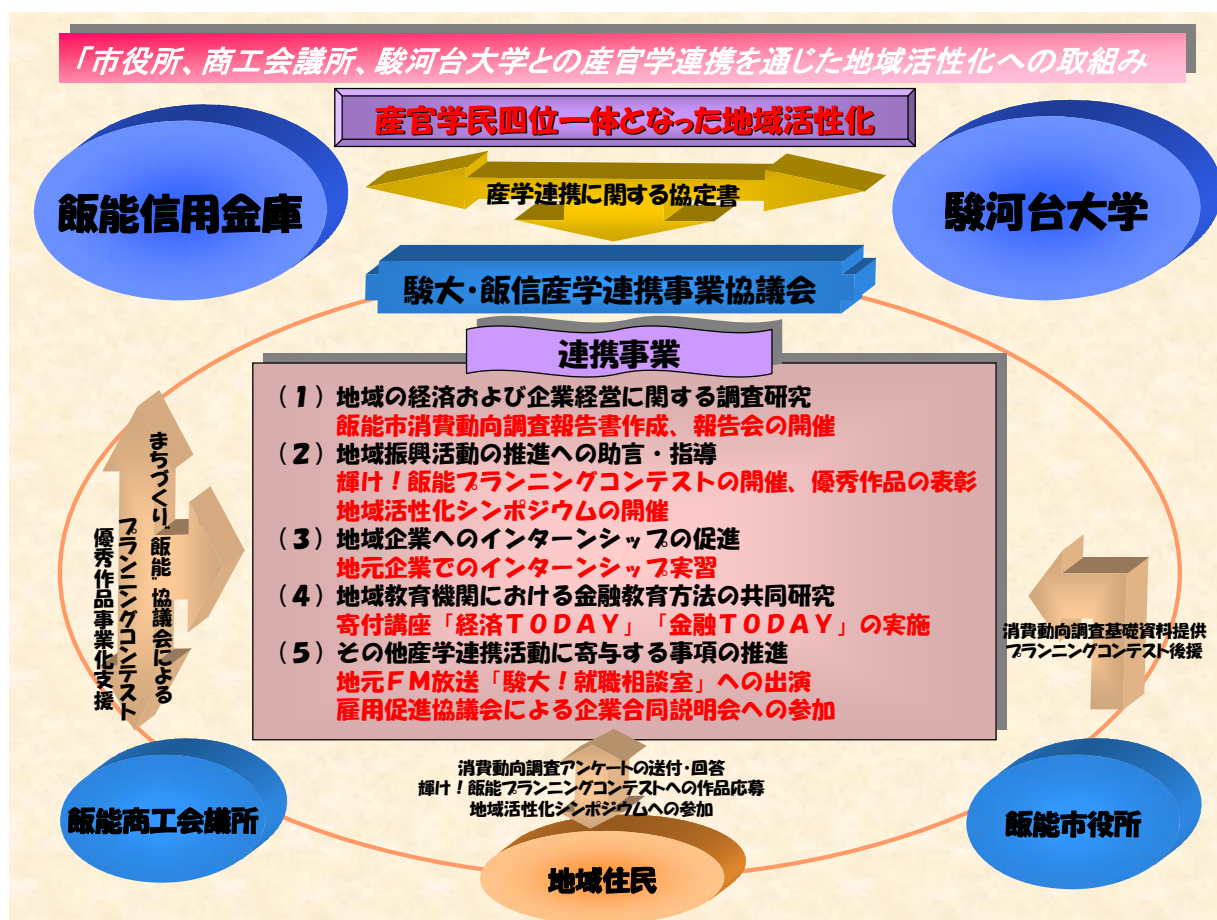 「市役所、商工会議所、駿河台大学との産官学連携を通じた地域活性化への取組み
産官学民四位一体となった地域活性化
飯能信用金庫
産学連携に関する協定書
駿河台大学
駿大・飯信産学連携事業協議会
連携事業
(1)地域の経済および企業経営に関する調査研究
飯能市消費動向調査報告書作成、報告会の開催
(2)地域振興活動の推進への助言・指導
輝け!飯能プランニングコンテストの開催、優秀作品の表彰
地域活性化シンポジウムの開催
(3)地域企業へのインターンシップの促進
地元企業でのインターンシップ実習
(4)地域教育機関における金融教育方法の共同研究
寄付講座「経済TODAY」「金融TODAY」の実施
(5)その他産学連携活動に寄与する事項の推進
地元FM放送「駿大!就職相談室」への出演
雇用促進協議会による企業合同説明会への参加
まちづくり"飯能"協議会による
プランニングコンテスト
優秀作品事業化支援
消費動向調査基礎資料提供
プランニングコンテスト後援
消費動向調査アンケートの送付・回答
輝け!飯能プランニングコンテストへの作品応募
地域活性化シンポジウムへの参加
飯能商工会議所
地域住民
飯能市役所